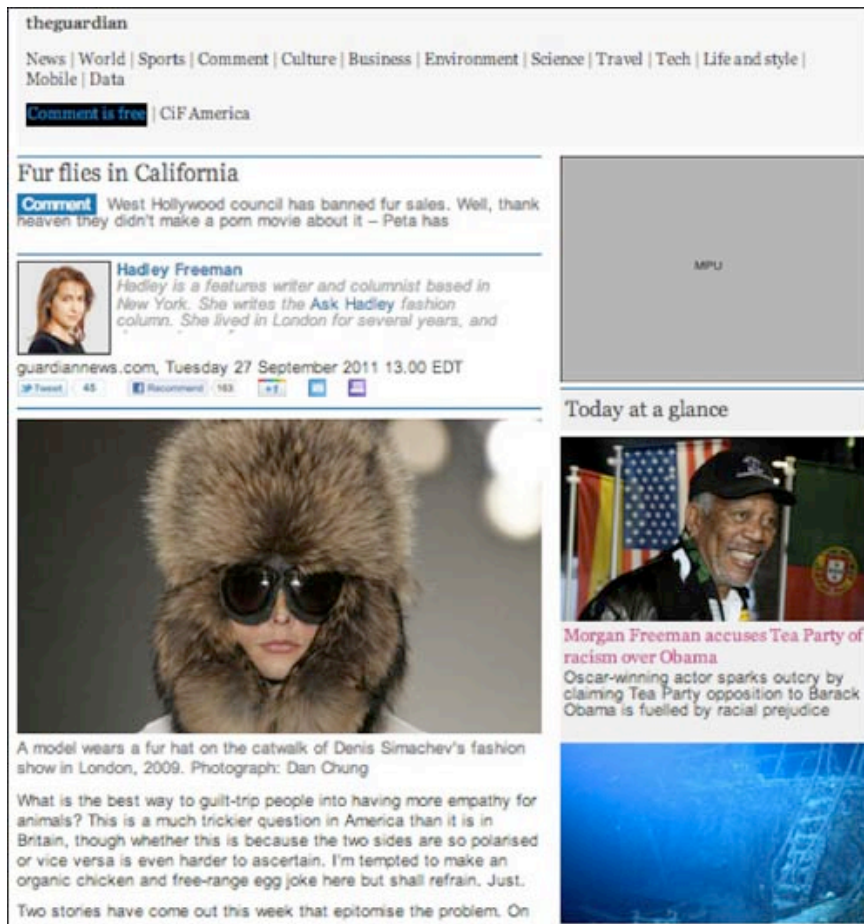 theguardian
News | World | Sports | Comment | Culture | Business | Environment | Science | Travel | Tech | Life and style |
Mobile | Data
Comment is free | CiF America
Fur flies in California
Comment West Hollywood council has banned fur sales. Well, thank
heaven they didn't make a porn movie about it – Peta has
Hadley Freeman
Hadley is a features writer and columnist based in
New York. She writes the Ask Hadley fashion
column. She lived in London for several years, and
guardiannews.com, Tuesday 27 September 2011 13.00 EDT
Tweet 45 Recommend 163 +1
A model wears a fur hat on the catwalk of Denis Simachev's fashion
show in London, 2009. Photograph: Dan Chung
What is the best way to guilt-trip people into having more empathy for
animals? This is a much trickier question in America than it is in
Britain, though whether this is because the two sides are so polarised
or vice versa is even harder to ascertain. I'm tempted to make an
organic chicken and free-range egg joke here but shall refrain. Just.
Two stories have come out this week that epitomise the problem. On
MPU
Today at a glance
Morgan Freeman accuses Tea Party of
racism over Obama
Oscar-winning actor sparks outcry by
claiming Tea Party opposition to Barack
Obama is fuelled by racial prejudice